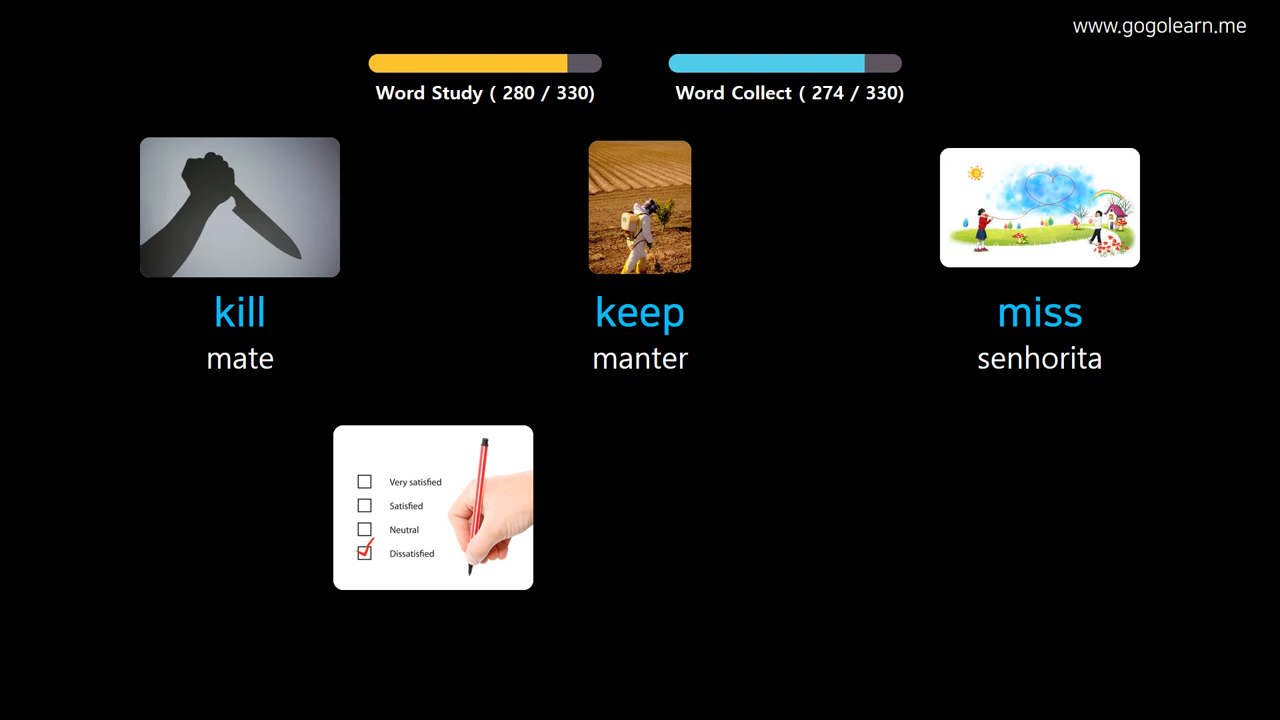 www.gogolearn.me
Word Study ( 280 / 330)
Word Collect ( 274 / 330)
kill
keep
miss
mate
manter
senhorita
Very satisfied
Satisfied
Neutral
Dissatisfied